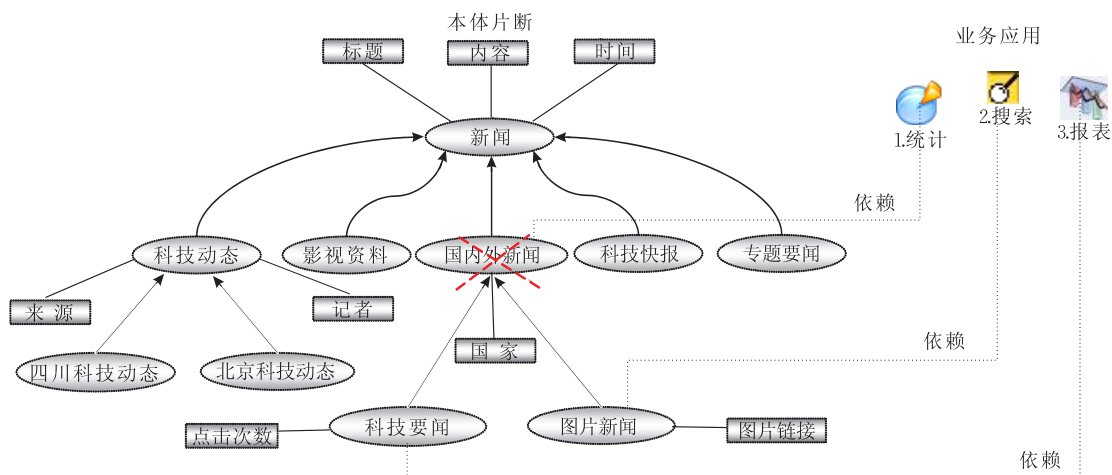 本体片断
业务应用
标题
内容
时间
新闻
1.统计
2.搜索
3.报表
依赖
科技动态
影视资料
国内外新闻
科技快报
专题要闻
来 源
记者
国 家
依赖
四川科技动态
北京科技动态
点击次数
科技要闻
图片新闻
图片链接
依赖